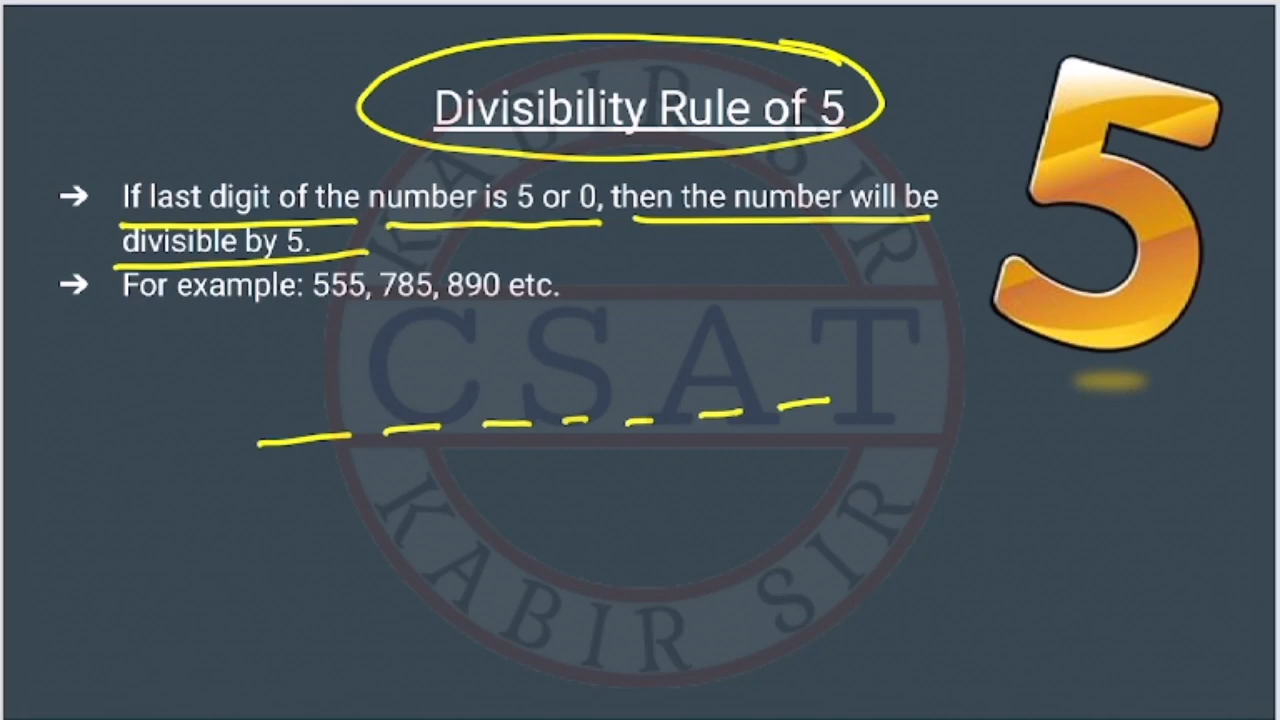 Divisibility Rule of 5
➔ If last digit of the number is 5 or 0, then the number will be
divisible by 5.
➔ For example: 555, 785, 890 etc.
5
KABIR SIR
CSAT
KABIR SIR